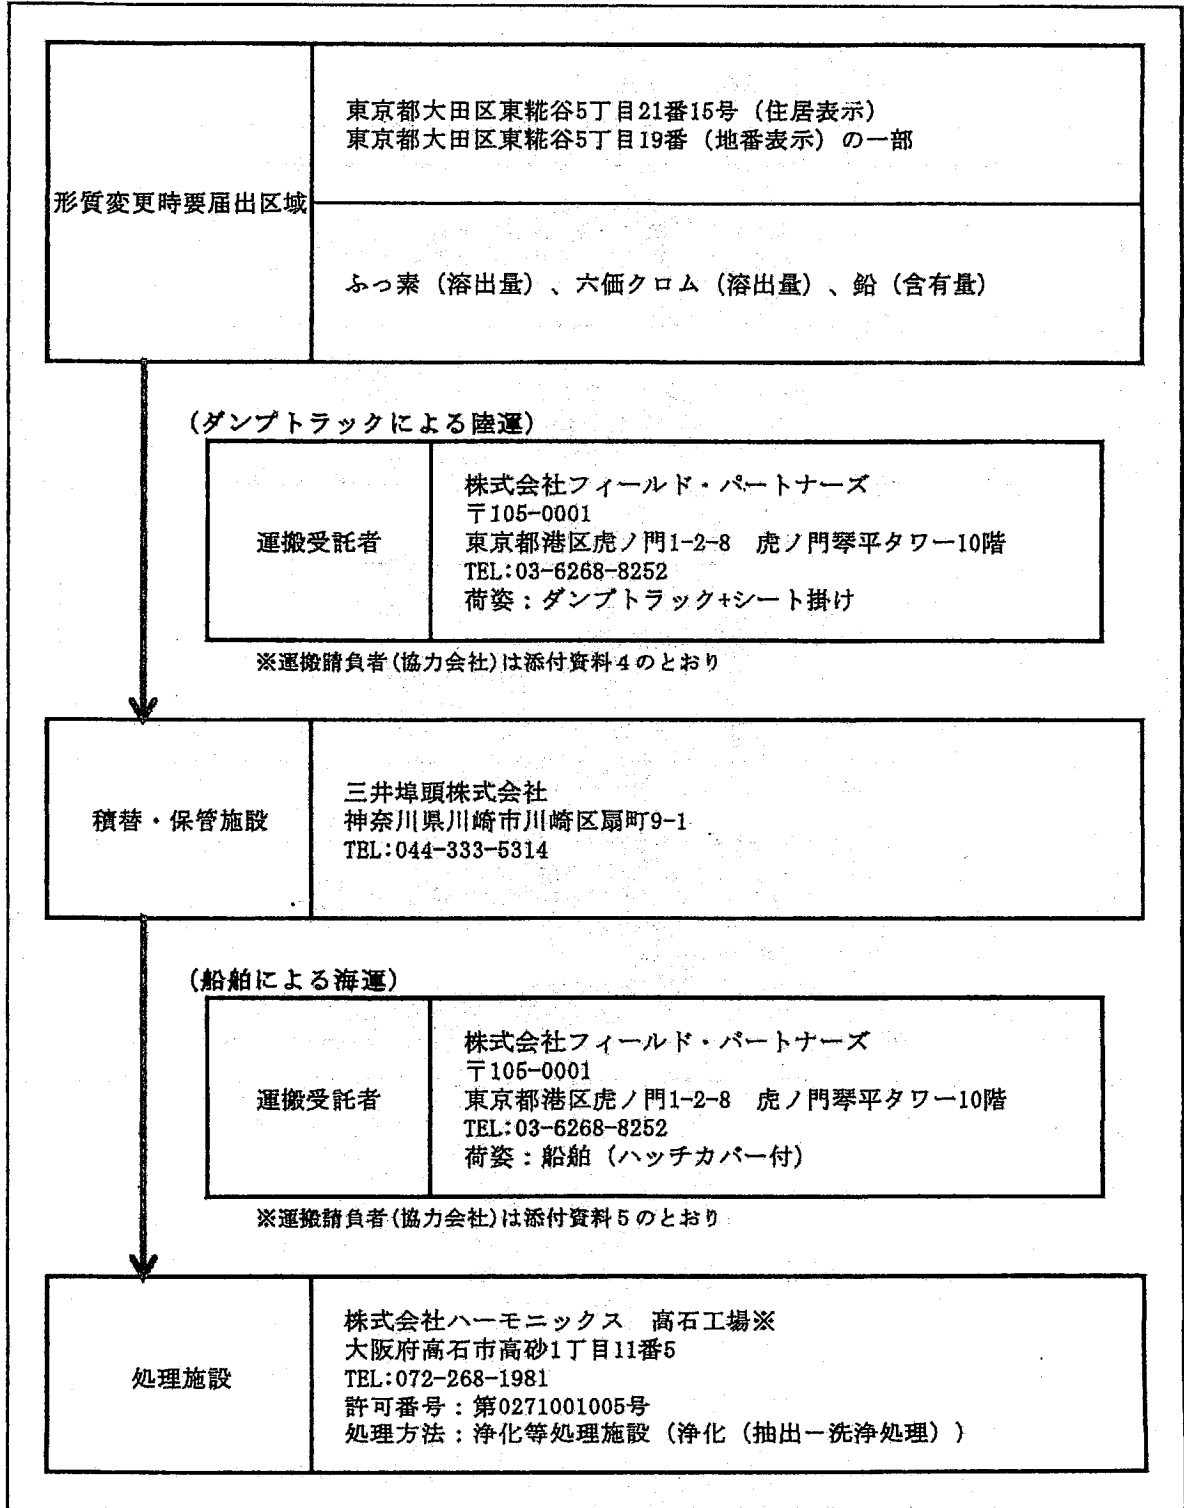 東京都大田区東糀谷5丁目21番15号（住居表示）
東京都大田区東糀谷5丁目19番（地番表示）の一部
形質変更時要届出区域
ふっ素（溶出量）、六価クロム（溶出量）、鉛（含有量）
(ダンプトラックによる陸運)
運搬受託者
株式会社フィールド・パートナーズ
〒105-0001
東京都港区虎ノ門1-2-8　虎ノ門琴平タワー10階
TEL:03-6268-8252
荷姿：ダンプトラック+シート掛け
※運搬請負者(協力会社)は添付資料4のとおり
積替・保管施設
三井埠頭株式会社
神奈川県川崎市川崎区扇町9-1
TEL:044-333-5314
(船舶による海運)
運搬受託者
株式会社フィールド・パートナーズ
〒105-0001
東京都港区虎ノ門1-2-8　虎ノ門琴平タワー10階
TEL:03-6268-8252
荷姿：船舶（ハッチカバー付）
※運搬請負者(協力会社)は添付資料5のとおり
処理施設
株式会社ハーモニックス　高石工場※
大阪府高石市高砂1丁目11番5
TEL:072-268-1981
許可番号：第0271001005号
処理方法：浄化等処理施設（浄化（抽出－洗浄処理））